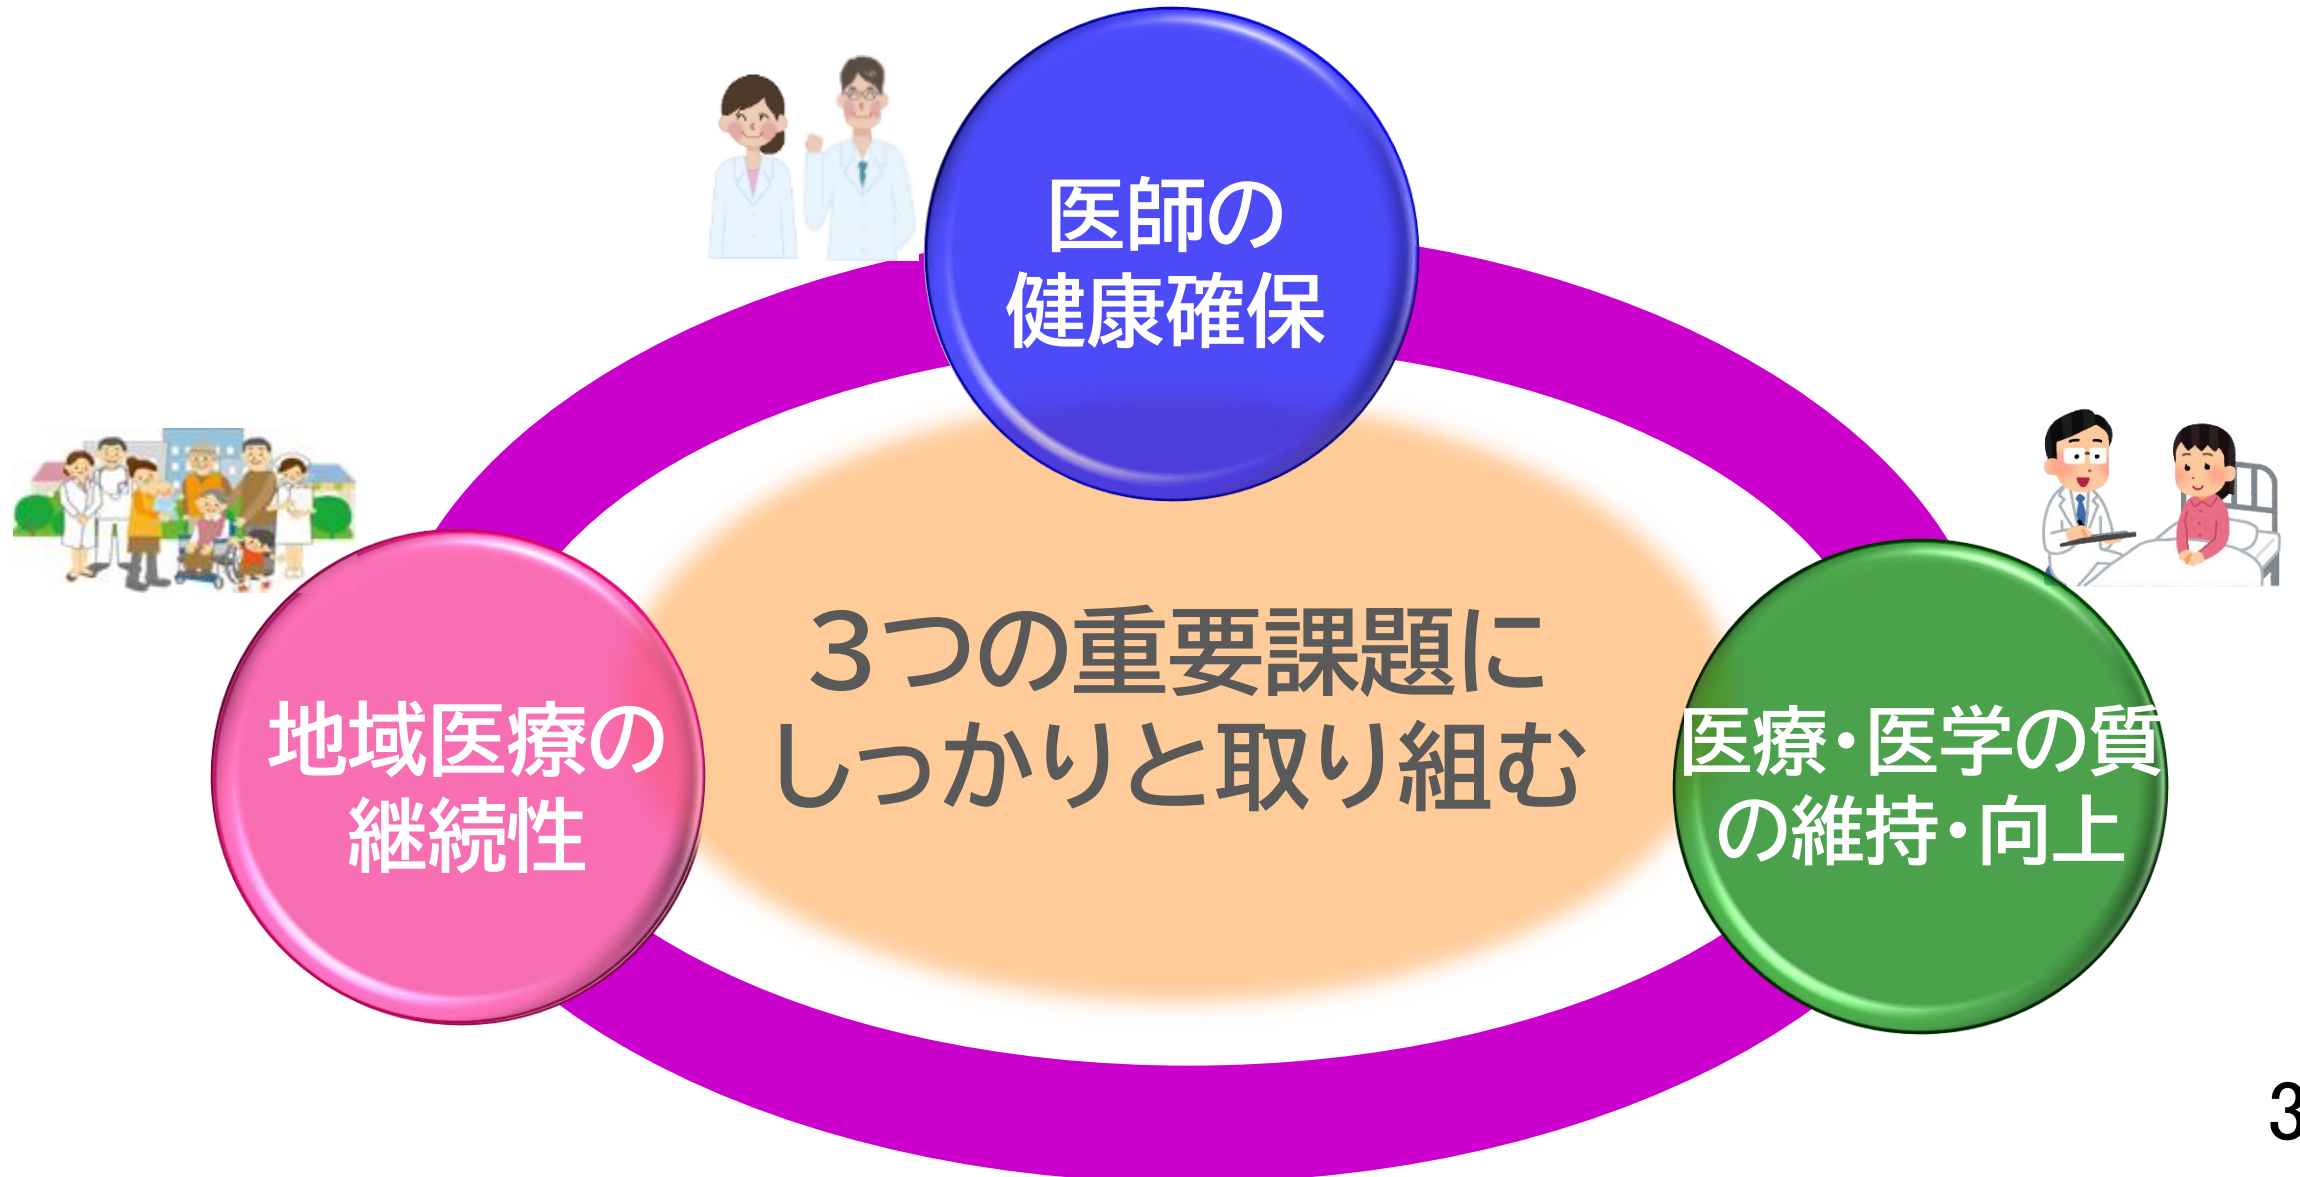 医師の
健康確保
3つの重要課題に
しっかりと取り組む
地域医療の
継続性
医療・医学の質
の維持・向上
3